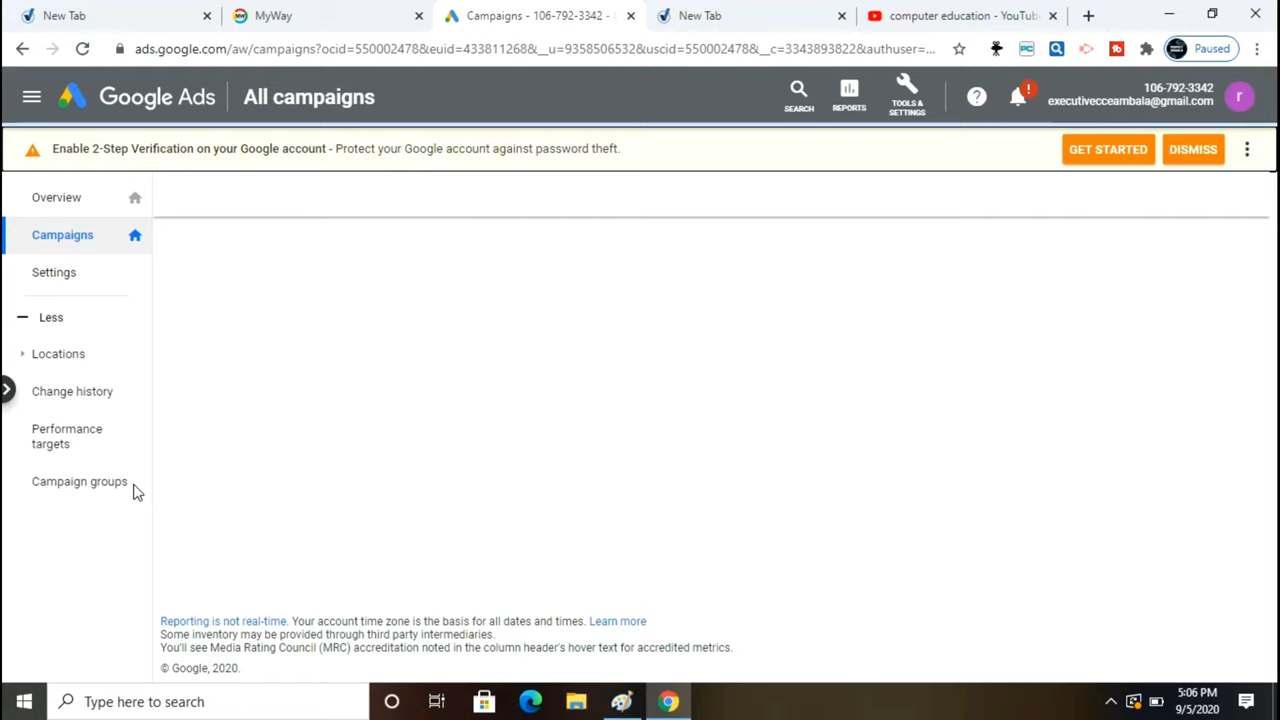 New Tab
MyWay
Campaigns - 106-792-3342 -
New Tab
computer education - YouTub
ads.google.com/aw/campaigns?ocid=550002478&euid=433811268&__u=9358506532&uscid=550002478&__c=3343893822&authuser=...
Paused
Google Ads
All campaigns
SEARCH
REPORTS
TOOLS & SETTINGS
106-792-3342
executivecceambala@gmail.com
r
Enable 2-Step Verification on your Google account - Protect your Google account against password theft.
GET STARTED
DISMISS
Overview
Campaigns
Settings
Less
Locations
Change history
Performance
targets
Campaign groups
Reporting is not real-time. Your account time zone is the basis for all dates and times. Learn more
Some inventory may be provided through third party intermediaries.
You'll see Media Rating Council (MRC) accreditation noted in the column header's hover text for accredited metrics.
© Google, 2020.
Type here to search
5:06 PM
9/5/2020